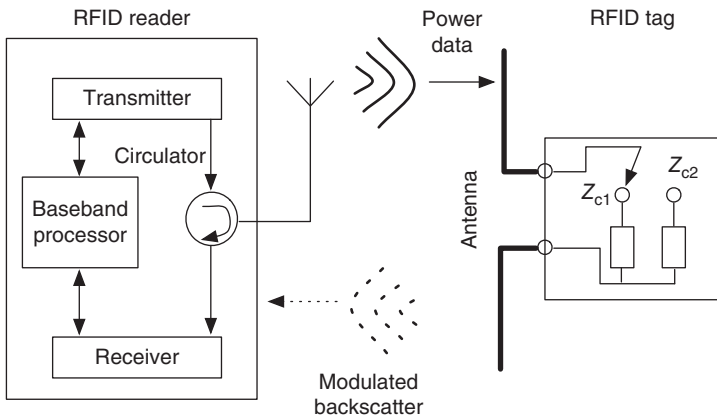 RFID reader
Power
data
RFID tag
Transmitter
Circulator
Baseband
processor
Receiver
Antenna
Zc1
Zc2
Modulated
backscatter